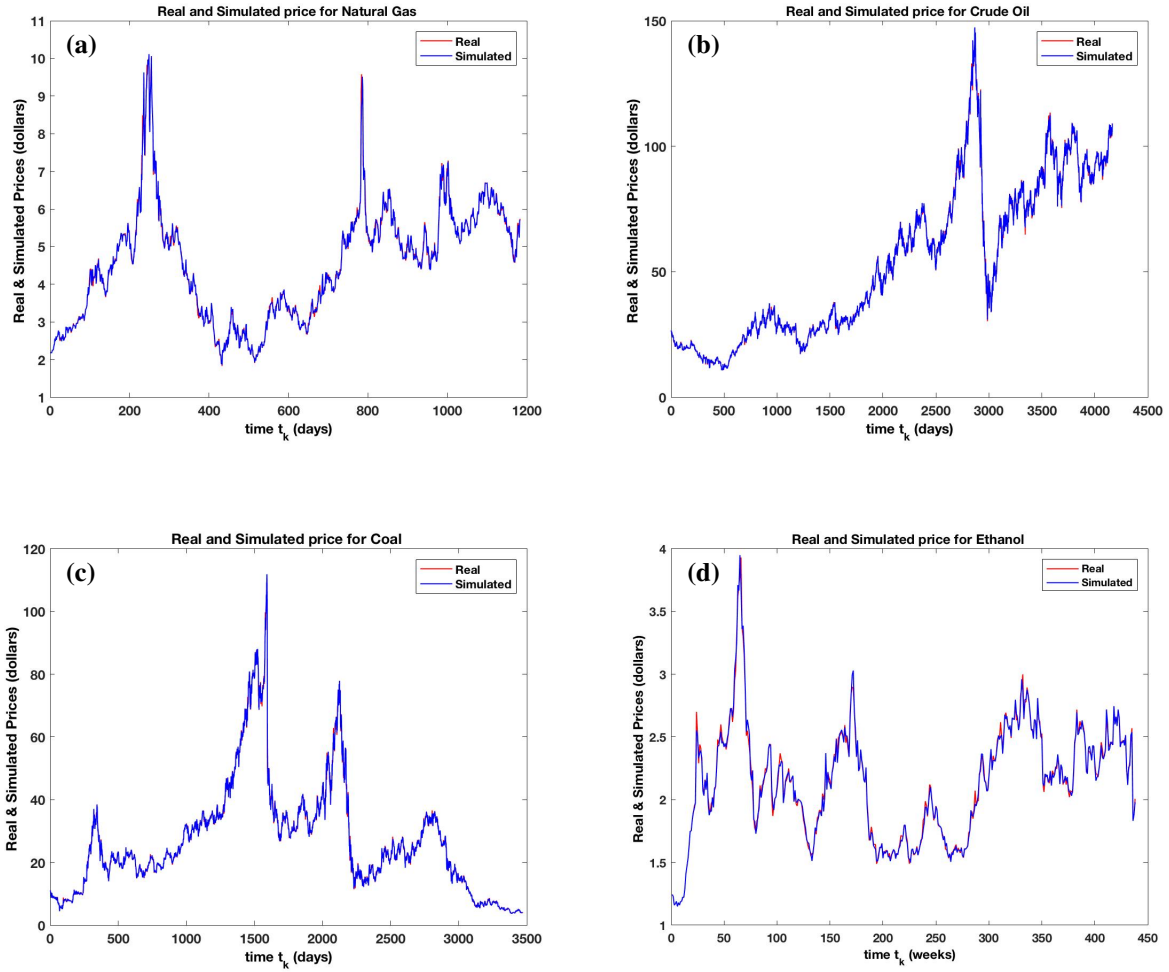 Real and Simulated price for Natural Gas
(a)
Real
Simulated
Real & Simulated Prices (dollars)
11
10
9
8
7
6
5
4
3
2
1
0 200 400 600 800 1000 1200
time t_k (days)
Real and Simulated price for Crude Oil
(b)
Real
Simulated
Real & Simulated Prices (dollars)
150
100
50
0
0 500 1000 1500 2000 2500 3000 3500 4000 4500
time t_k (days)
Real and Simulated price for Coal
(c)
Real
Simulated
Real & Simulated Prices (dollars)
120
100
80
60
40
20
0
0 500 1000 1500 2000 2500 3000 3500
time t_k (days)
Real and Simulated price for Ethanol
(d)
Real
Simulated
Real & Simulated Prices (dollars)
4
3.5
3
2.5
2
1.5
1
0 50 100 150 200 250 300 350 400 450
time t_k (weeks)